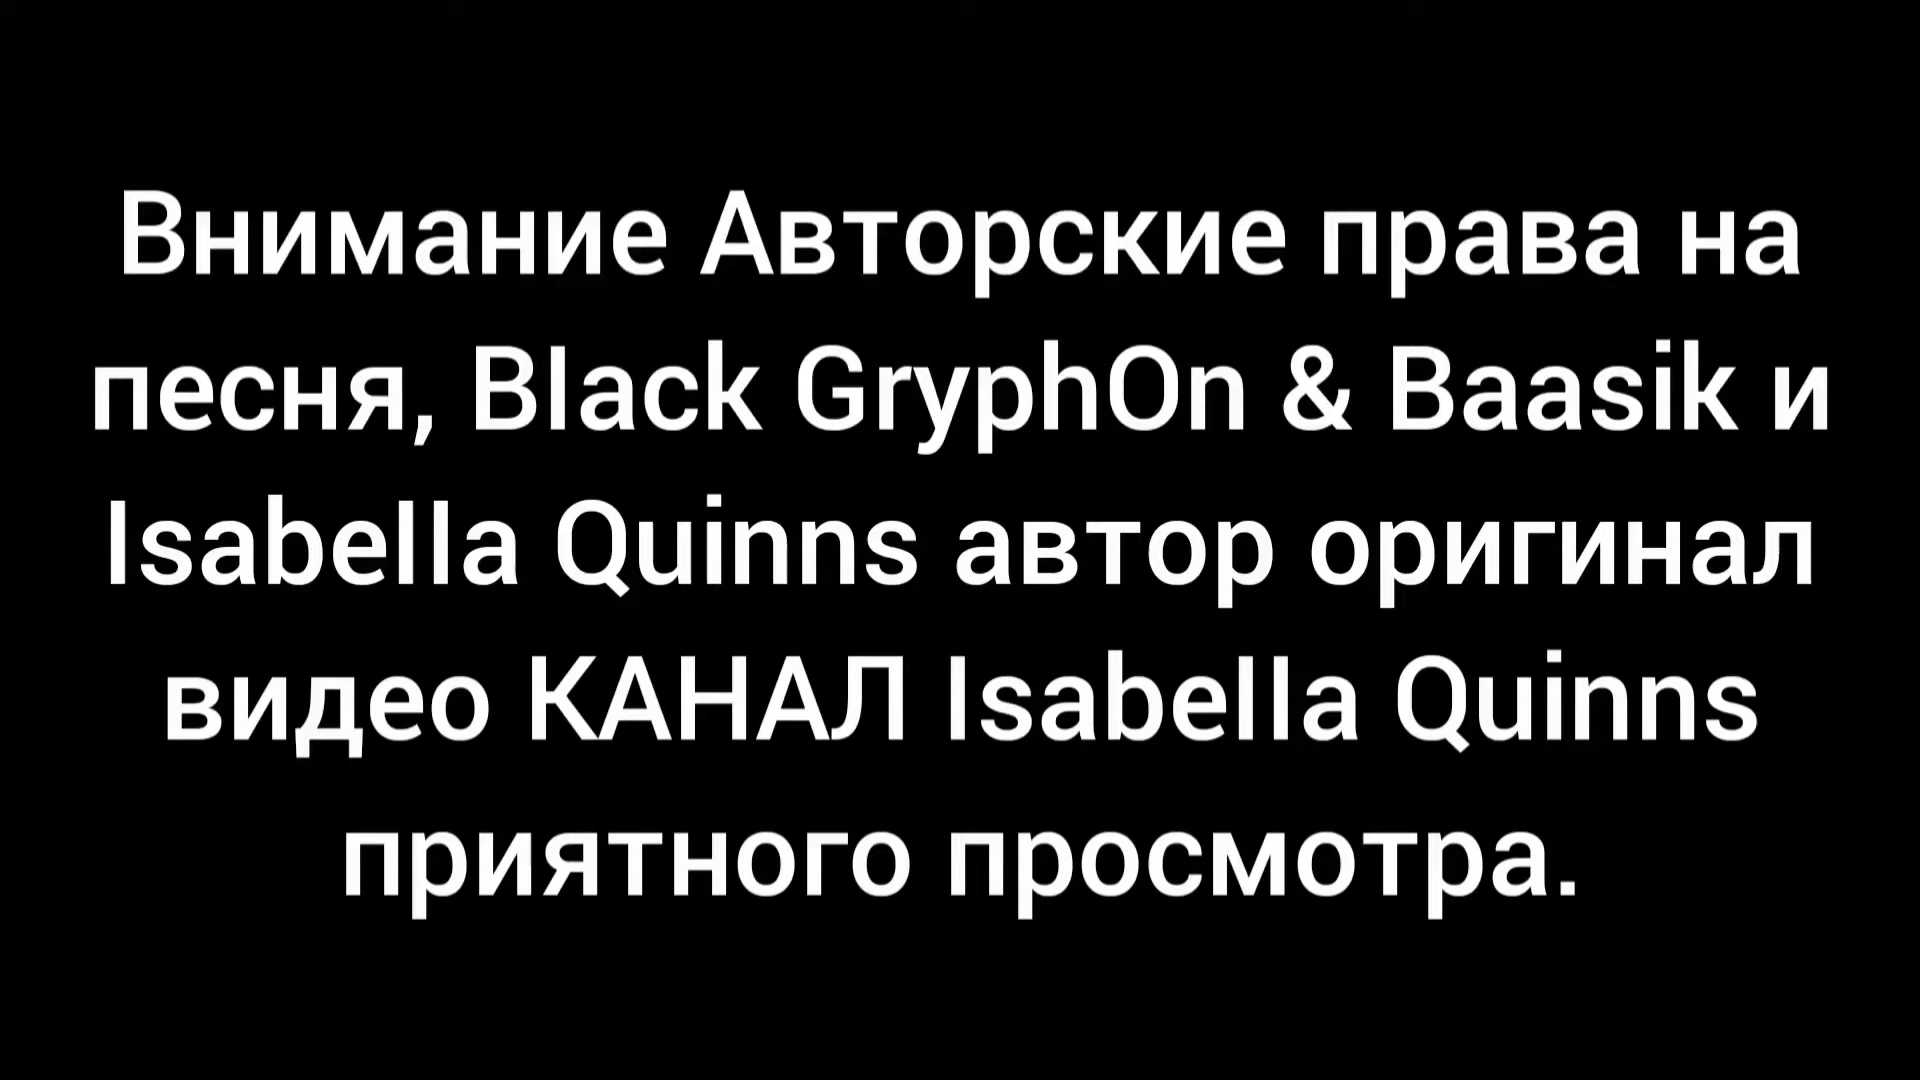 Внимание Авторские права на
песня, Black GryphOn & Baasik и
Isabella Quinns автор оригинал
видео КАНАЛ Isabella Quinns
приятного просмотра.